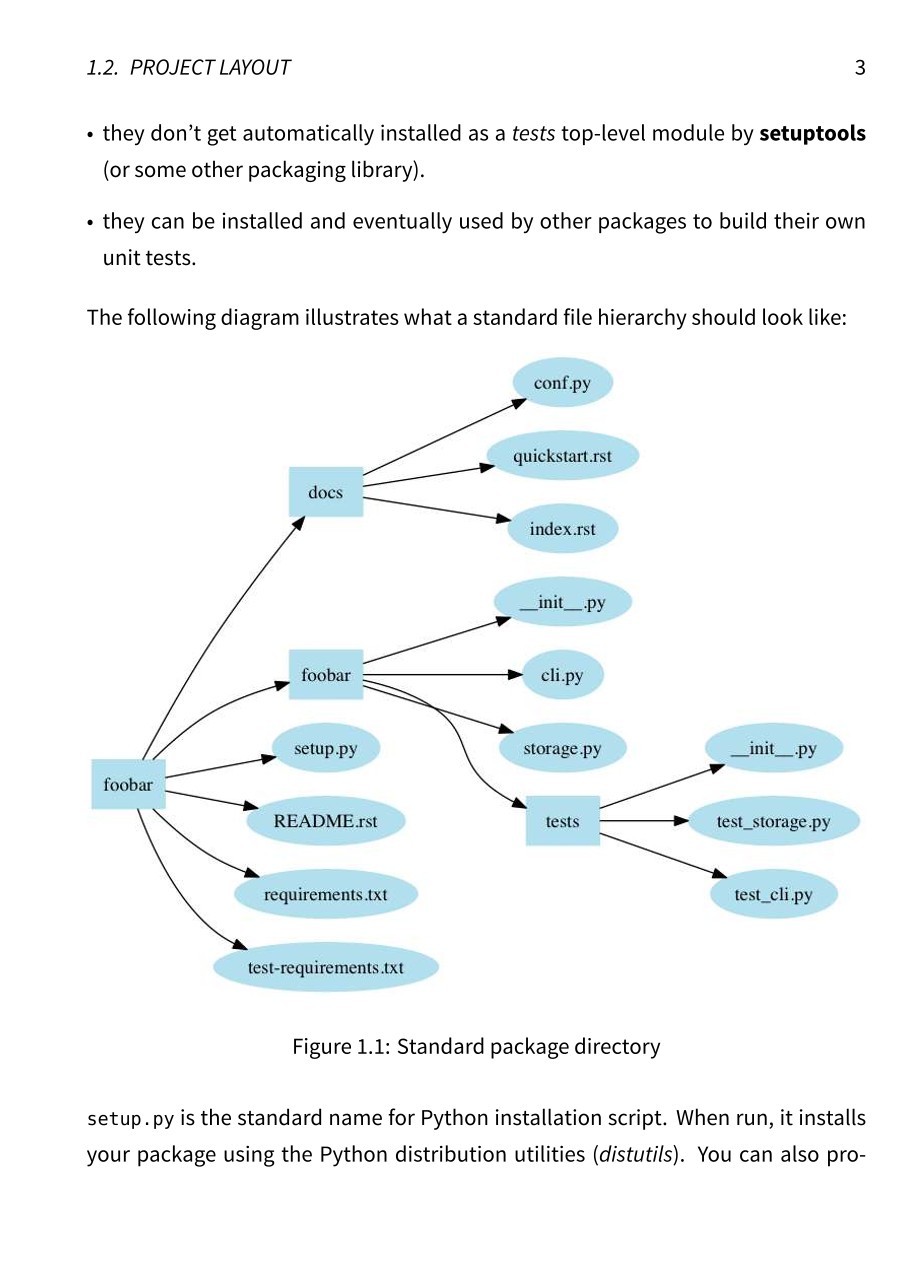 1.2. PROJECT LAYOUT 3
• they don’t get automatically installed as a tests top-level module by setuptools
(or some other packaging library).
• they can be installed and eventually used by other packages to build their own
unit tests.
The following diagram illustrates what a standard file hierarchy should look like:
conf.py
quickstart.rst
docs
index.rst
__init__.py
foobar
cli.py
setup.py
storage.py
__init__.py
foobar
README.rst
tests
test_storage.py
requirements.txt
test_cli.py
test-requirements.txt
Figure 1.1: Standard package directory
setup.py is the standard name for Python installation script. When run, it installs
your package using the Python distribution utilities (distutils). You can also pro-